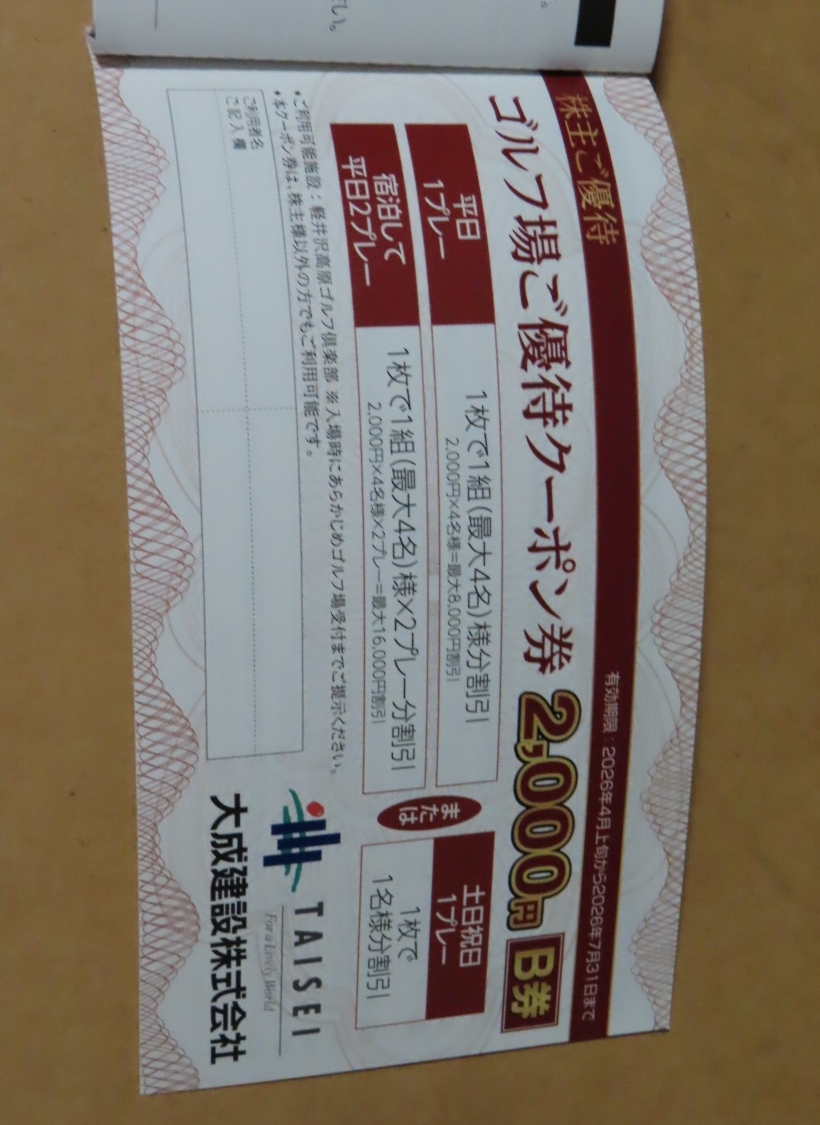 さい)。
。
株主ご優待
有効期限：2026年4月上旬から2026年7月31日まで
ゴルフ場ご優待クーポン券 2,000円 B券
平日
1プレー
1枚で1組(最大4名)様分割引
2,000円×4名様=最大8,000円割引
宿泊して
平日2プレー
1枚で1組(最大4名)様×2プレー分割引
2,000円×4名様×2プレー=最大16,000円割引
または
土日祝日
1プレー
1枚で
1名様分割引
•ご利用可能施設：軽井沢高原ゴルフ倶楽部 ※入場時にあらかじめゴルフ場受付までご提示ください。
•本クーポン券は、株主様以外の方でもご利用可能です。
ご利用者名
ご記入欄
TAISEI
For a Lively World
大成建設株式会社